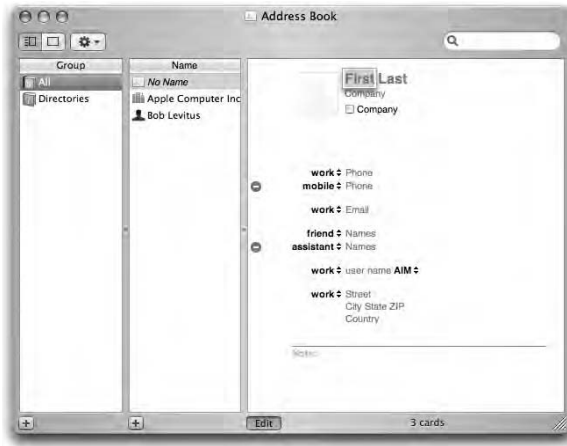 Address Book
Group
Name
All
Directories
No Name
Apple Computer Inc
Bob Levitus
First Last
Company
Company
work Phone
mobile Phone
work Email
friend Names
assistant Names
work user name AIM
work Street
City State ZIP
Country
Notes:
Edit
3 cards